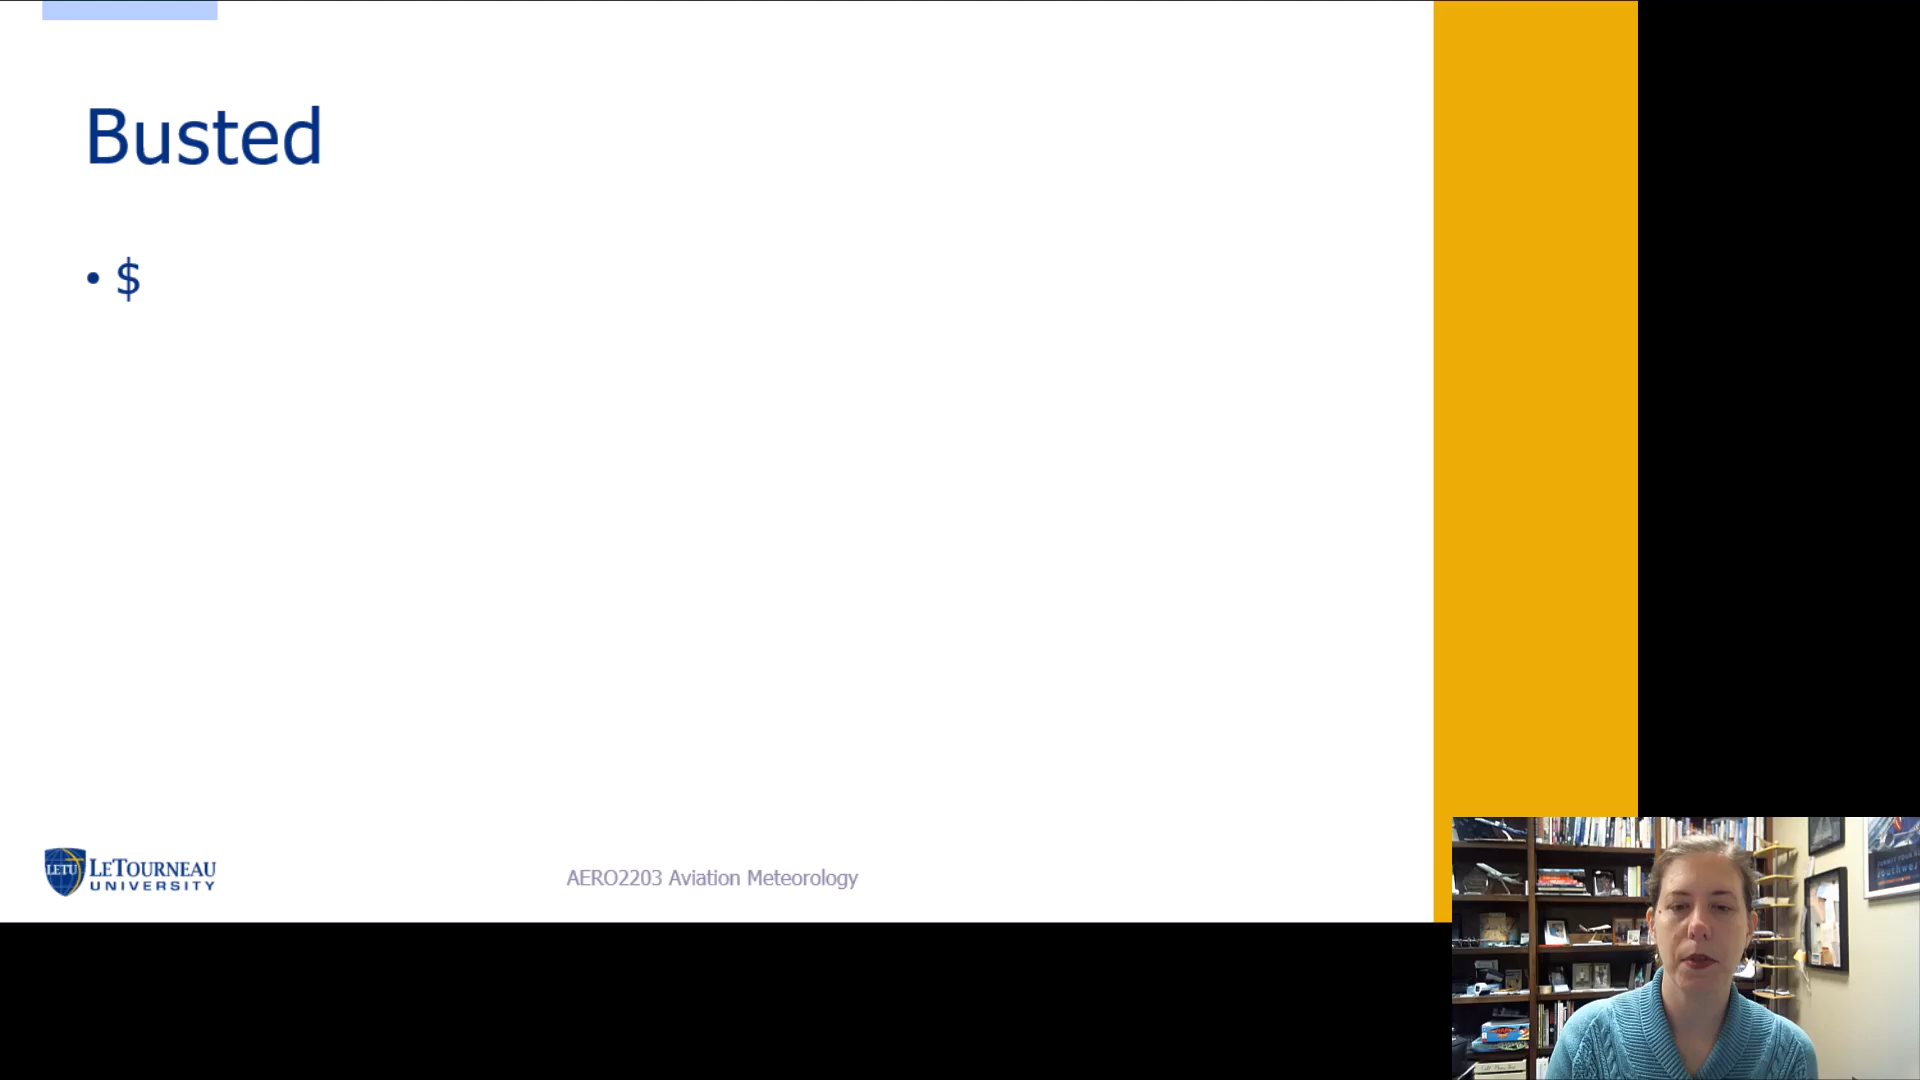 Busted
• $
LETU
LETOURNEAU
UNIVERSITY
AERO2203 Aviation Meteorology